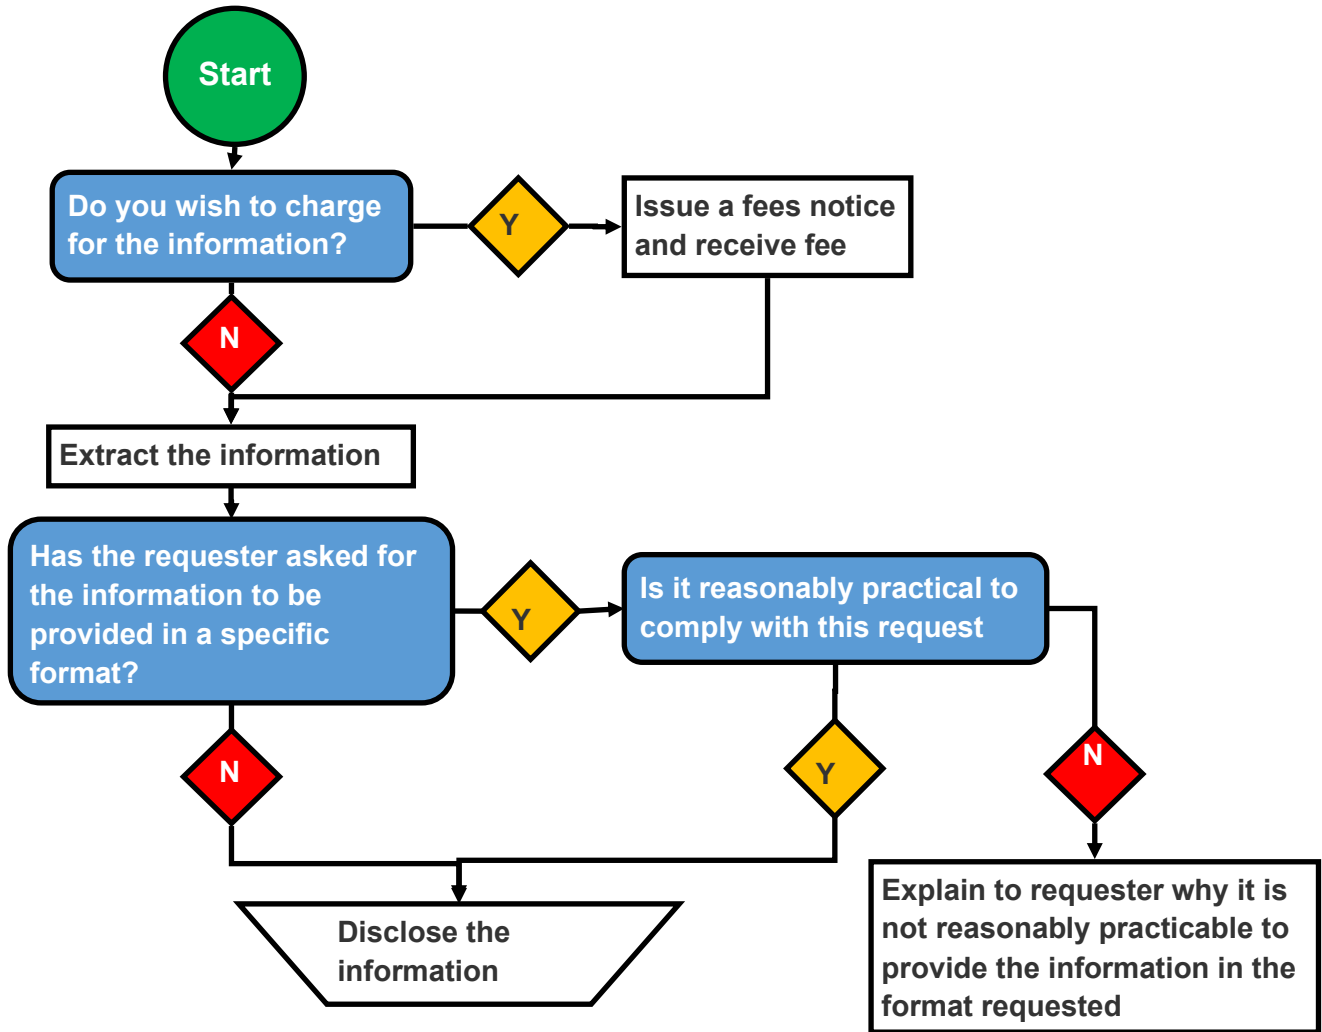 Start
Do you wish to charge
for the information?
Y
Issue a fees notice
and receive fee
N
Extract the information
Has the requester asked for
the information to be
provided in a specific
format?
Y
Is it reasonably practical to
comply with this request
N
Y
N
Disclose the
information
Explain to requester why it is
not reasonably practicable to
provide the information in the
format requested